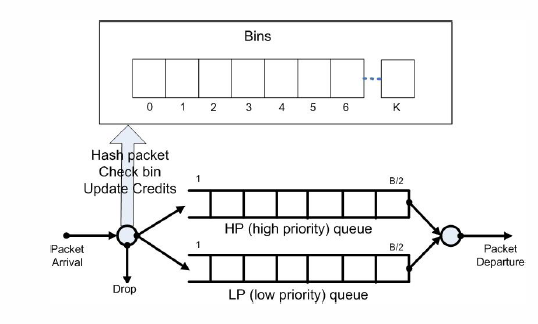 Bins
0 1 2 3 4 5 6 K
Hash packet
Check bin
Update Credits
1 B/2
HP (high priority) queue
Packet
Arrival
Packet
Departure
1 B/2
Drop
LP (low priority) queue